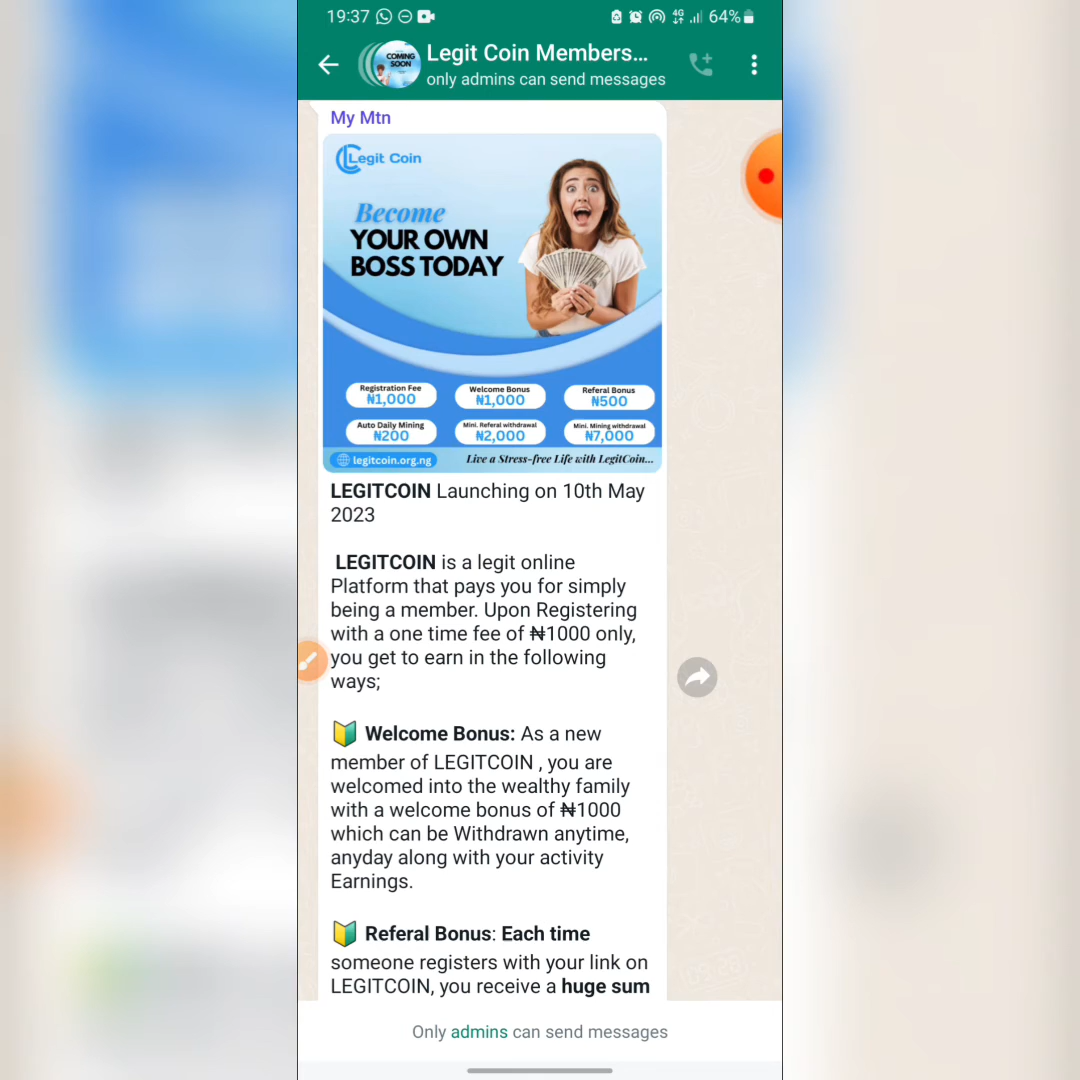 19:37
4G 64%
COMING SOON
Legit Coin Members...
only admins can send messages
My Mtn
Legit Coin
Become
YOUR OWN
BOSS TODAY
Registration Fee
₦1,000
Welcome Bonus
₦1,000
Referal Bonus
₦500
Auto Daily Mining
₦200
Mini. Referal withdrawal
₦2,000
Mini. Mining withdrawal
₦7,000
legitcoin.org.ng
Live a Stress-free Life with LegitCoin...
LEGITCOIN Launching on 10th May
2023
LEGITCOIN is a legit online
Platform that pays you for simply
being a member. Upon Registering
with a one time fee of ₦1000 only,
you get to earn in the following
ways;
🔰 Welcome Bonus: As a new
member of LEGITCOIN , you are
welcomed into the wealthy family
with a welcome bonus of ₦1000
which can be Withdrawn anytime,
anyday along with your activity
Earnings.
🔰 Referal Bonus: Each time
someone registers with your link on
LEGITCOIN, you receive a huge sum
Only admins can send messages